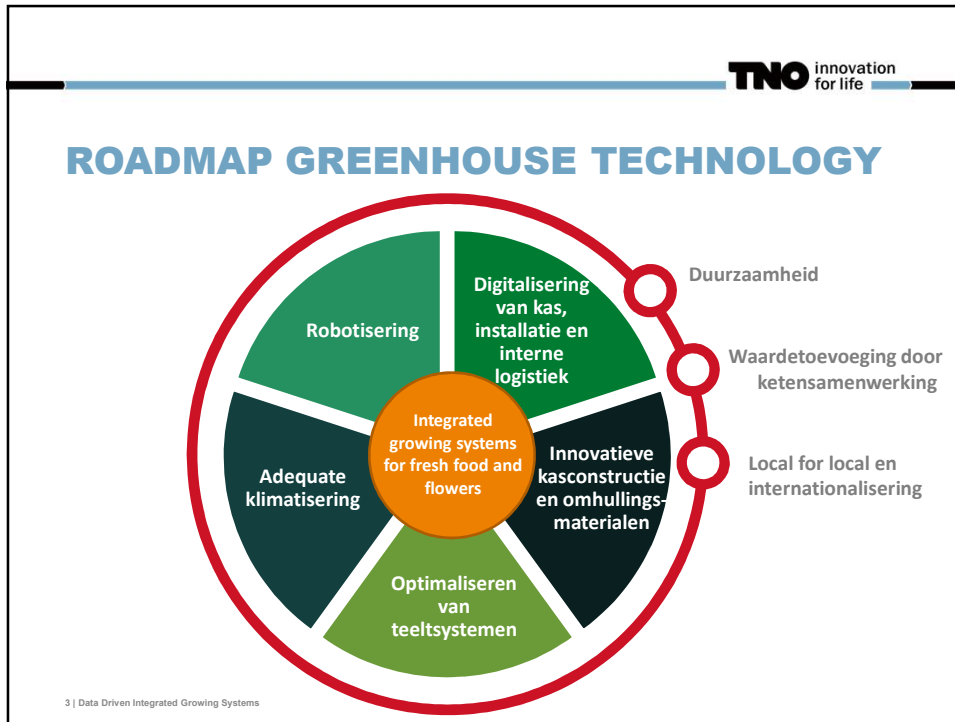 TNO innovation
for life
ROADMAP GREENHOUSE TECHNOLOGY
Robotisering
Digitalisering
van kas,
installatie en
interne
logistiek
Duurzaamheid
Waardetoevoeging door
ketensamenwerking
Local for local en
internationalisering
Integrated
growing systems
for fresh food and
flowers
Adequate
klimatisering
Innovatieve
kasconstructie
en omhullings-
materialen
Optimaliseren
van
teeltsystemen
3 | Data Driven Integrated Growing Systems